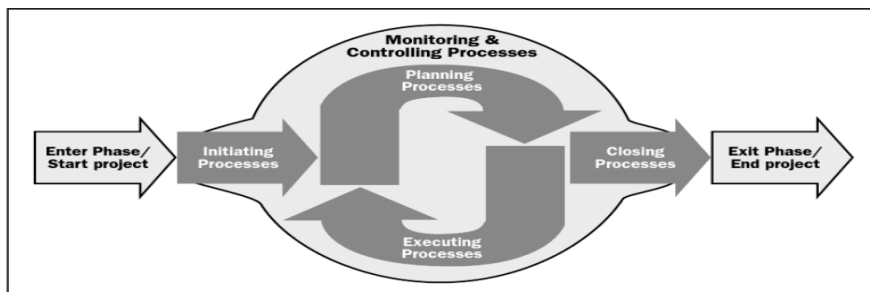 Monitoring &
Controlling Processes
Planning
Processes
Enter Phase/
Start project
Initiating
Processes
Closing
Processes
Exit Phase/
End project
Executing
Processes